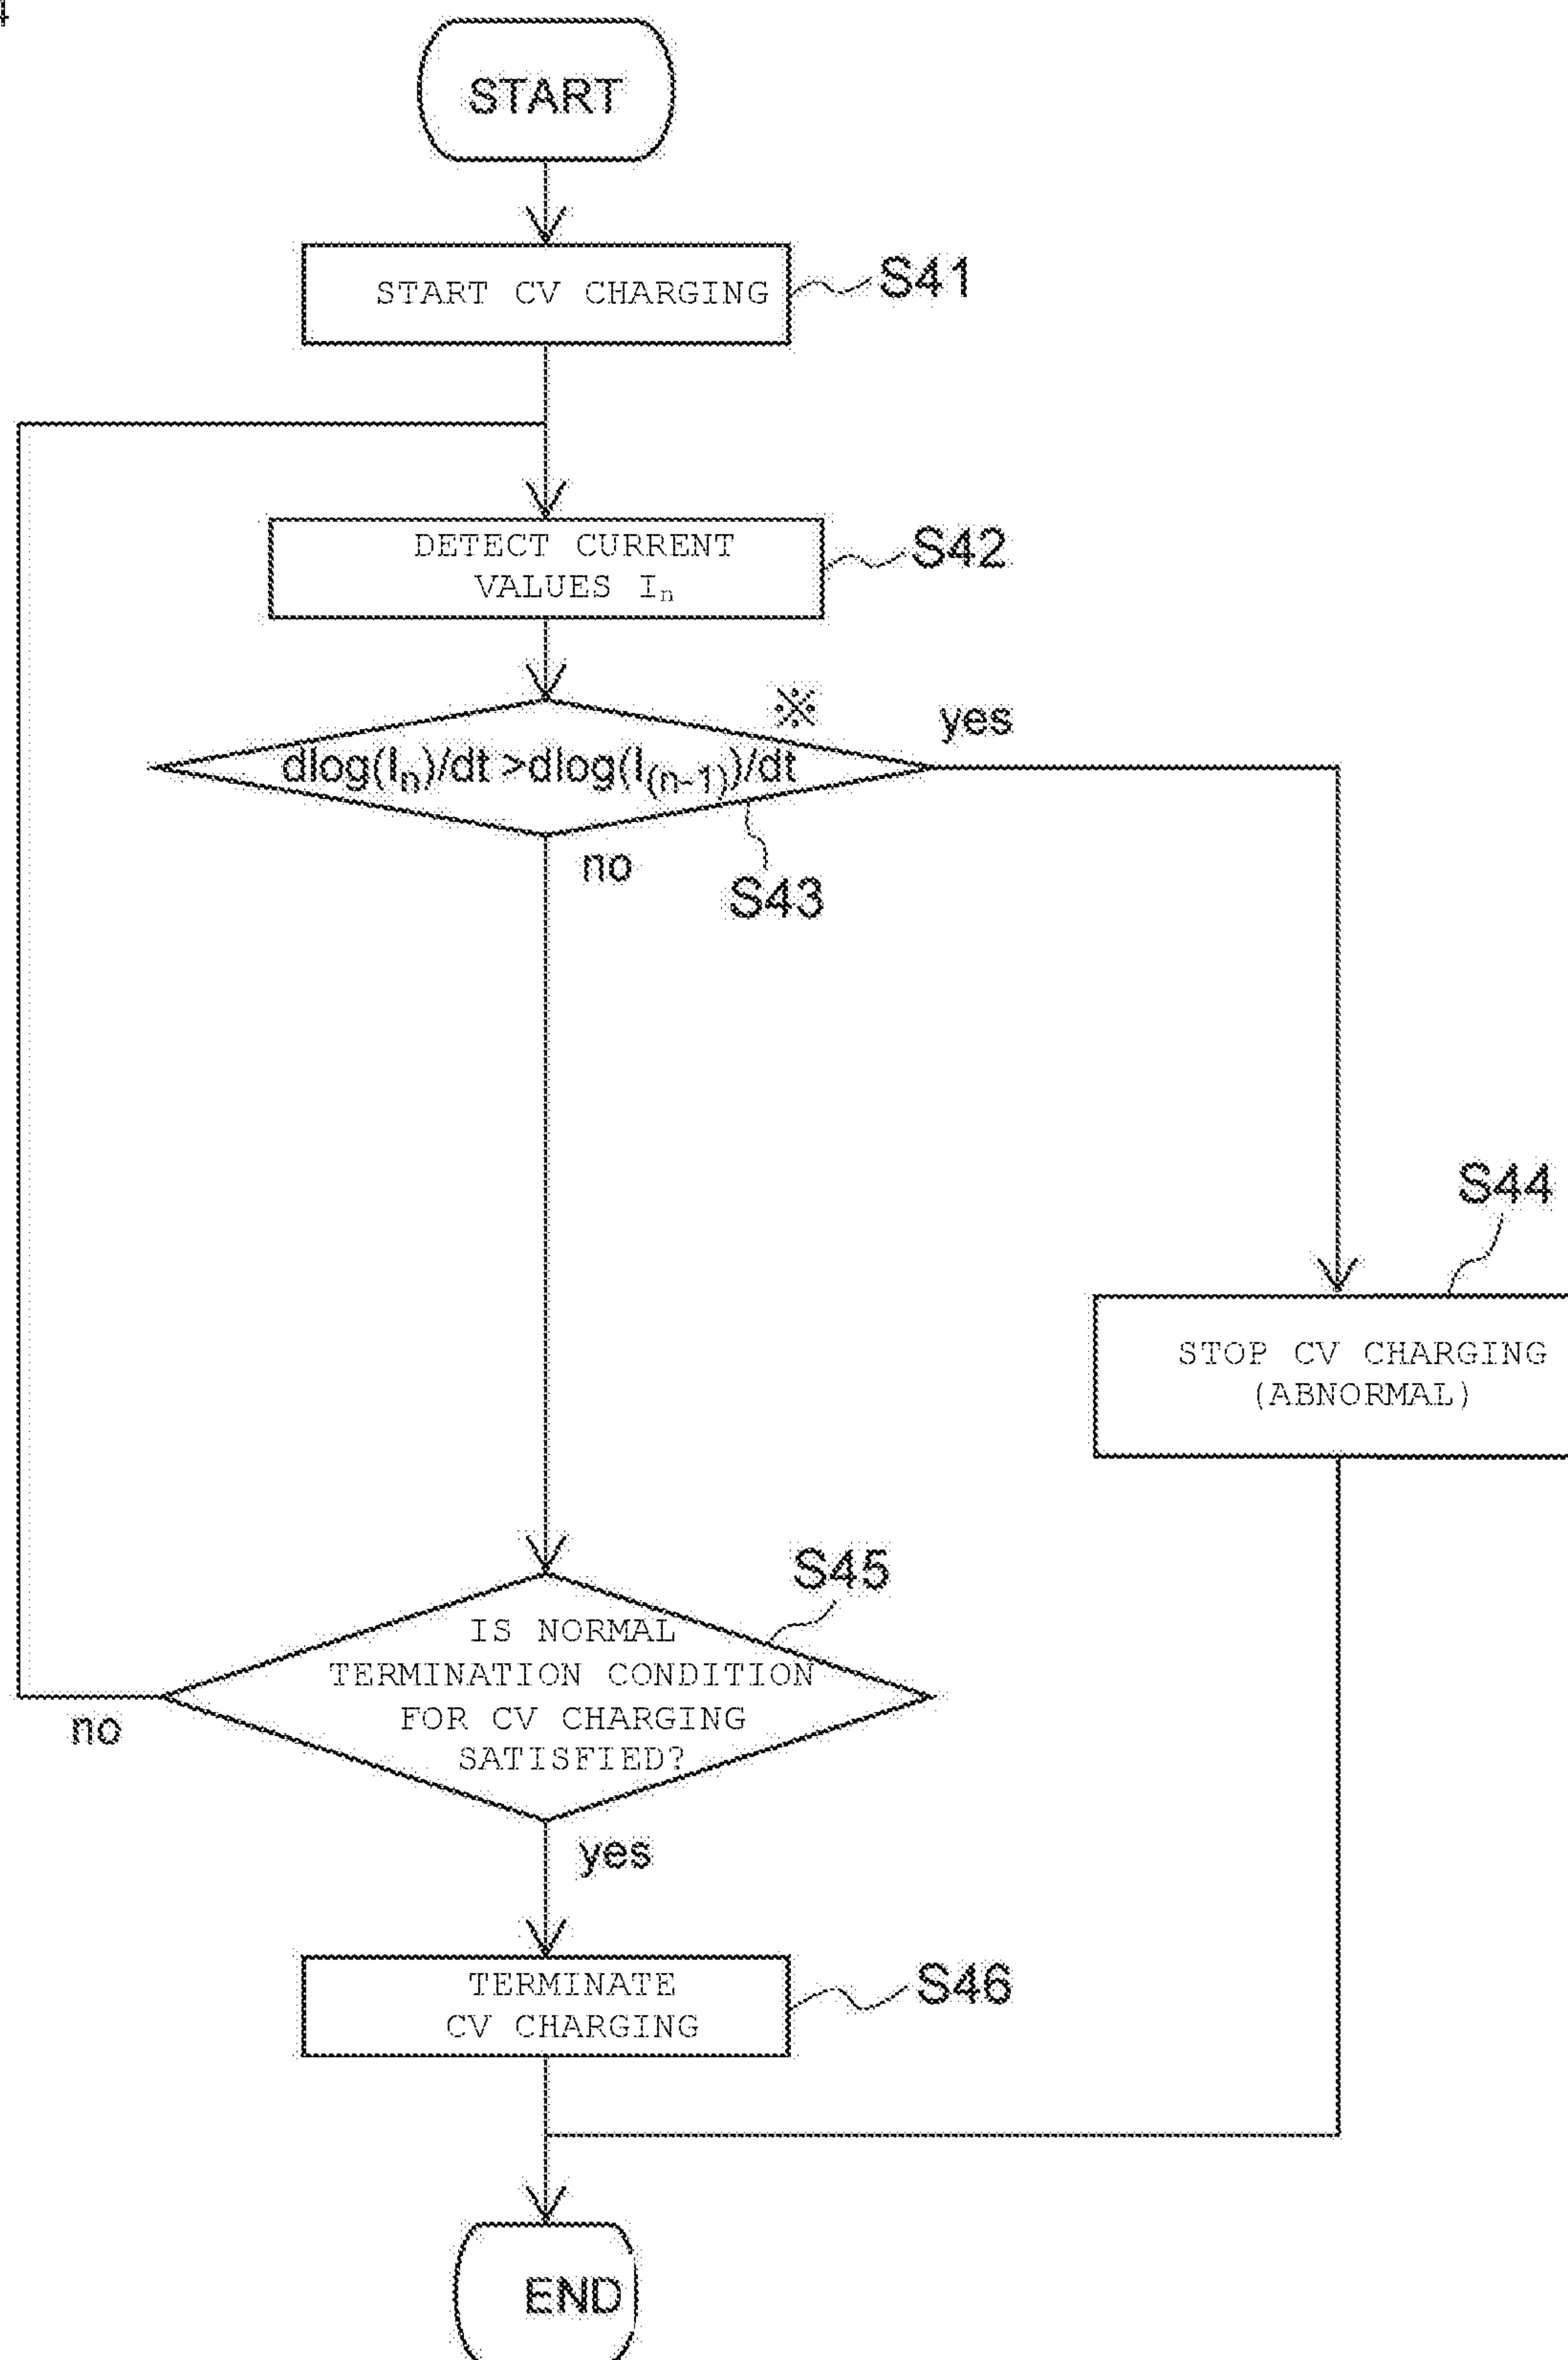 4
START
START CV CHARGING
S41
DETECT CURRENT
VALUES Iₙ
S42
※
dlog(Iₙ)/dt >dlog(I₍ₙ₋₁₎)/dt
yes
no
S43
S44
STOP CV CHARGING
(ABNORMAL)
S45
IS NORMAL
TERMINATION CONDITION
FOR CV CHARGING
SATISFIED?
no
yes
TERMINATE
CV CHARGING
S46
END